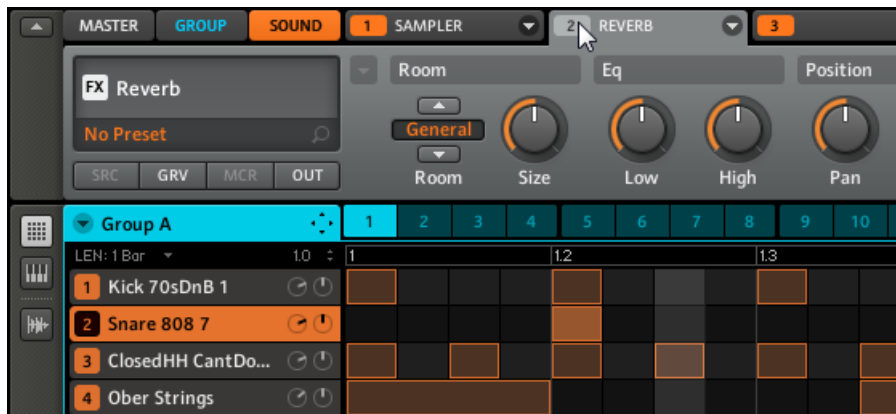 MASTER GROUP SOUND 1 SAMPLER 2 REVERB 3
Room Eq Position
FX Reverb
General
No Preset
SRC GRV MCR OUT
Room Size Low High Pan
Group A 1 2 3 4 5 6 7 8 9 10
LEN: 1 Bar 1.0 1 1.2 1.3
1 Kick 70sDnB 1
2 Snare 808 7
3 ClosedHH CantDo...
4 Ober Strings